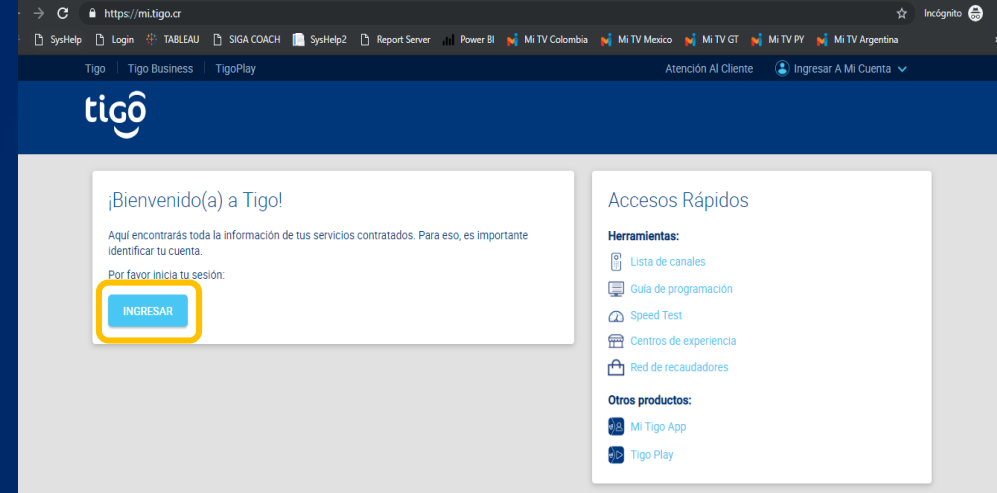 https://mi.tigo.cr
Incógnito
SysHelp Login TABLEAU SIGA COACH SysHelp2 Report Server Power BI Mi TV Colombia Mi TV Mexico Mi TV GT Mi TV PY Mi TV Argentina
Tigo Tigo Business TigoPlay
Atención Al Cliente Ingresar A Mi Cuenta
tigo
¡Bienvenido(a) a Tigo!
Aquí encontrarás toda la información de tus servicios contratados. Para eso, es importante
identificar tu cuenta.
Por favor inicia tu sesión:
INGRESAR
Accesos Rápidos
Herramientas:
Lista de canales
Guía de programación
Speed Test
Centros de experiencia
Red de recaudadores
Otros productos:
Mi Tigo App
Tigo Play